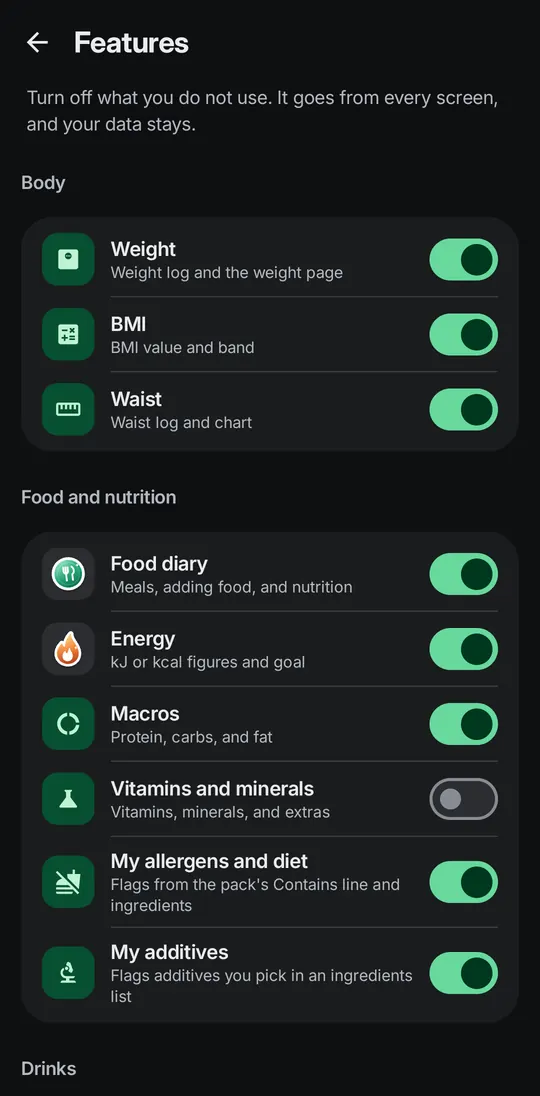 Features
Turn off what you do not use. It goes from every screen,
and your data stays.
Body
Weight
Weight log and the weight page
BMI
BMI value and band
Waist
Waist log and chart
Food and nutrition
Food diary
Meals, adding food, and nutrition
Energy
kJ or kcal figures and goal
Macros
Protein, carbs, and fat
Vitamins and minerals
Vitamins, minerals, and extras
My allergens and diet
Flags from the pack's Contains line and
ingredients
My additives
Flags additives you pick in an ingredients
list
Drinks